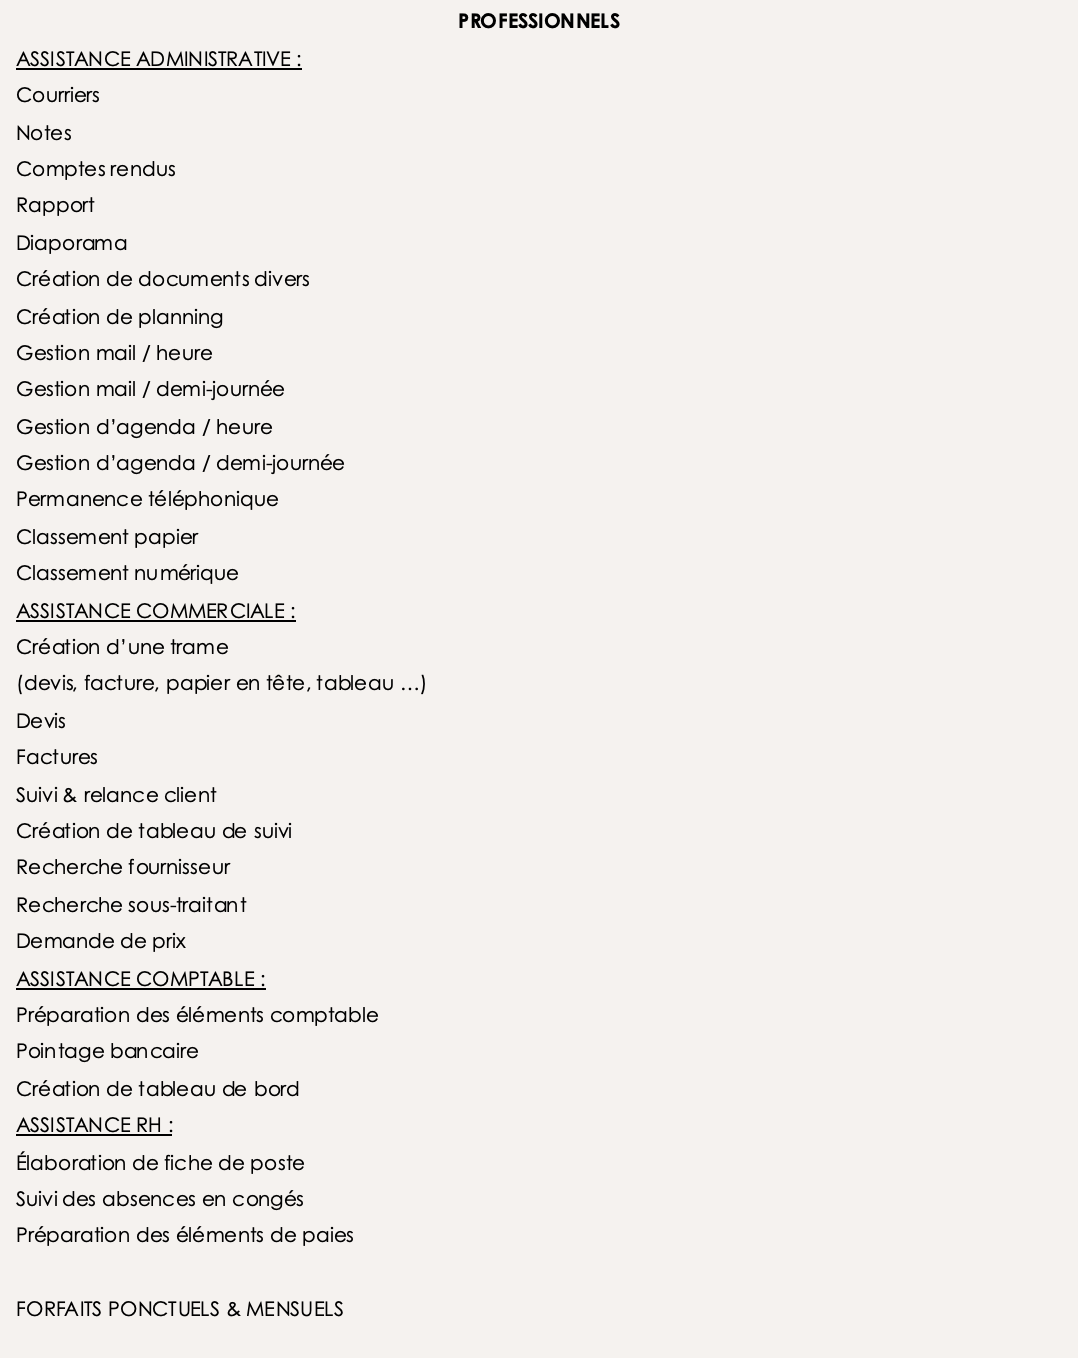 PROFESSIONNELS
ASSISTANCE ADMINISTRATIVE :
Courriers
Notes
Comptes rendus
Rapport
Diaporama
Création de documents divers
Création de planning
Gestion mail / heure
Gestion mail / demi-journée
Gestion d’agenda / heure
Gestion d’agenda / demi-journée
Permanence téléphonique
Classement papier
Classement numérique
ASSISTANCE COMMERCIALE :
Création d’une trame
(devis, facture, papier en tête, tableau …)
Devis
Factures
Suivi & relance client
Création de tableau de suivi
Recherche fournisseur
Recherche sous-traitant
Demande de prix
ASSISTANCE COMPTABLE :
Préparation des éléments comptable
Pointage bancaire
Création de tableau de bord
ASSISTANCE RH :
Élaboration de fiche de poste
Suivi des absences en congés
Préparation des éléments de paies
FORFAITS PONCTUELS & MENSUELS